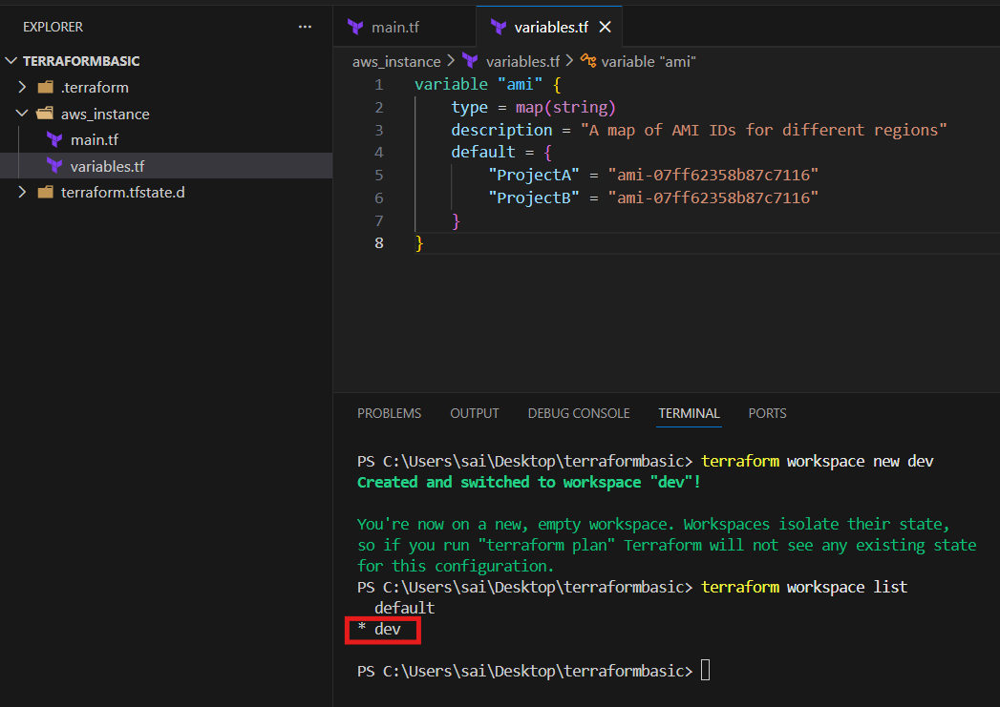 EXPLORER
...
TERRAFORMBASIC
.terraform
aws_instance
main.tf
variables.tf
terraform.tfstate.d
main.tf
variables.tf
aws_instance > variables.tf > variable "ami"
1 variable "ami" {
2 type = map(string)
3 description = "A map of AMI IDs for different regions"
4 default = {
5 "ProjectA" = "ami-07ff62358b87c7116"
6 "ProjectB" = "ami-07ff62358b87c7116"
7 }
8 }
PROBLEMS OUTPUT DEBUG CONSOLE TERMINAL PORTS
PS C:\Users\sai\Desktop\terraformbasic> terraform workspace new dev
Created and switched to workspace "dev"!
You're now on a new, empty workspace. Workspaces isolate their state,
so if you run "terraform plan" Terraform will not see any existing state
for this configuration.
PS C:\Users\sai\Desktop\terraformbasic> terraform workspace list
default
* dev
PS C:\Users\sai\Desktop\terraformbasic>